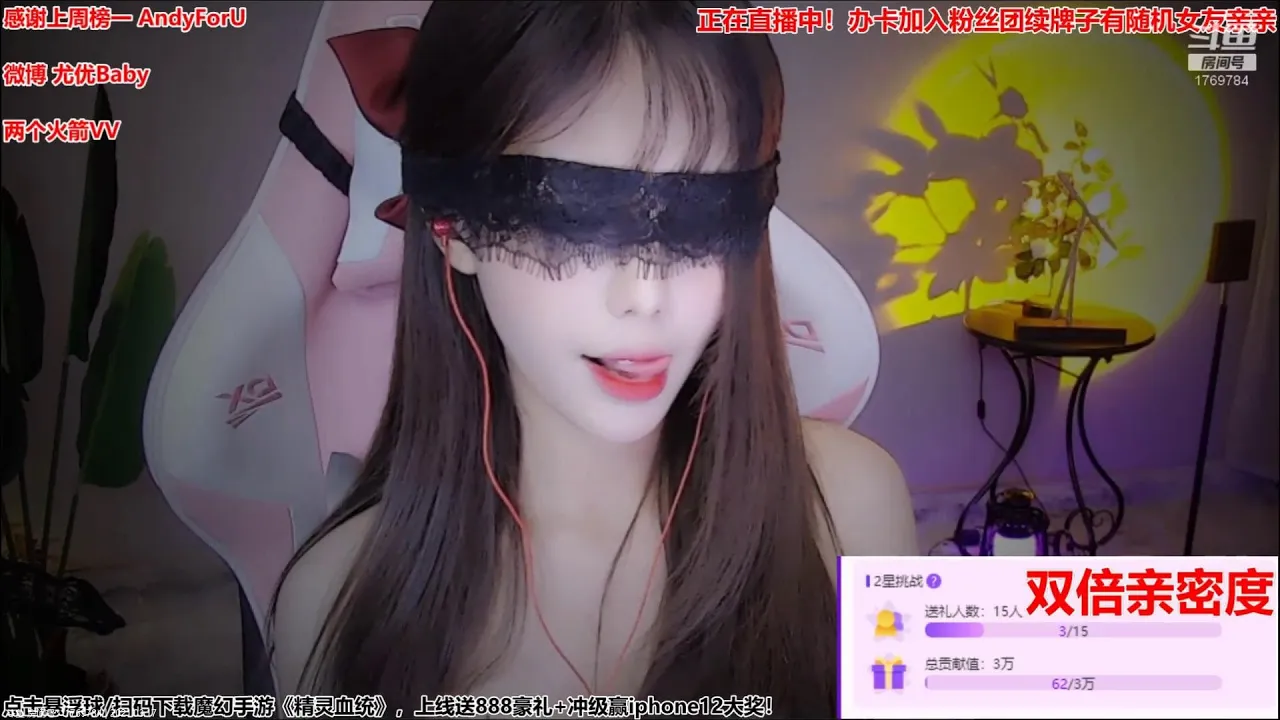 感谢上周榜一 AndyForU
正在直播中！办卡加入粉丝团续牌子有随机女友亲亲
斗鱼
房间号
1769784
微博 尤优Baby
两个火箭VV
XQ
2星挑战 ?
双倍亲密度
送礼人数：15人
3/15
总贡献值：3万
62/3万
点击悬浮球/扫码下载魔幻手游《精灵血统》，上线送888豪礼+冲级赢iphone12大奖！